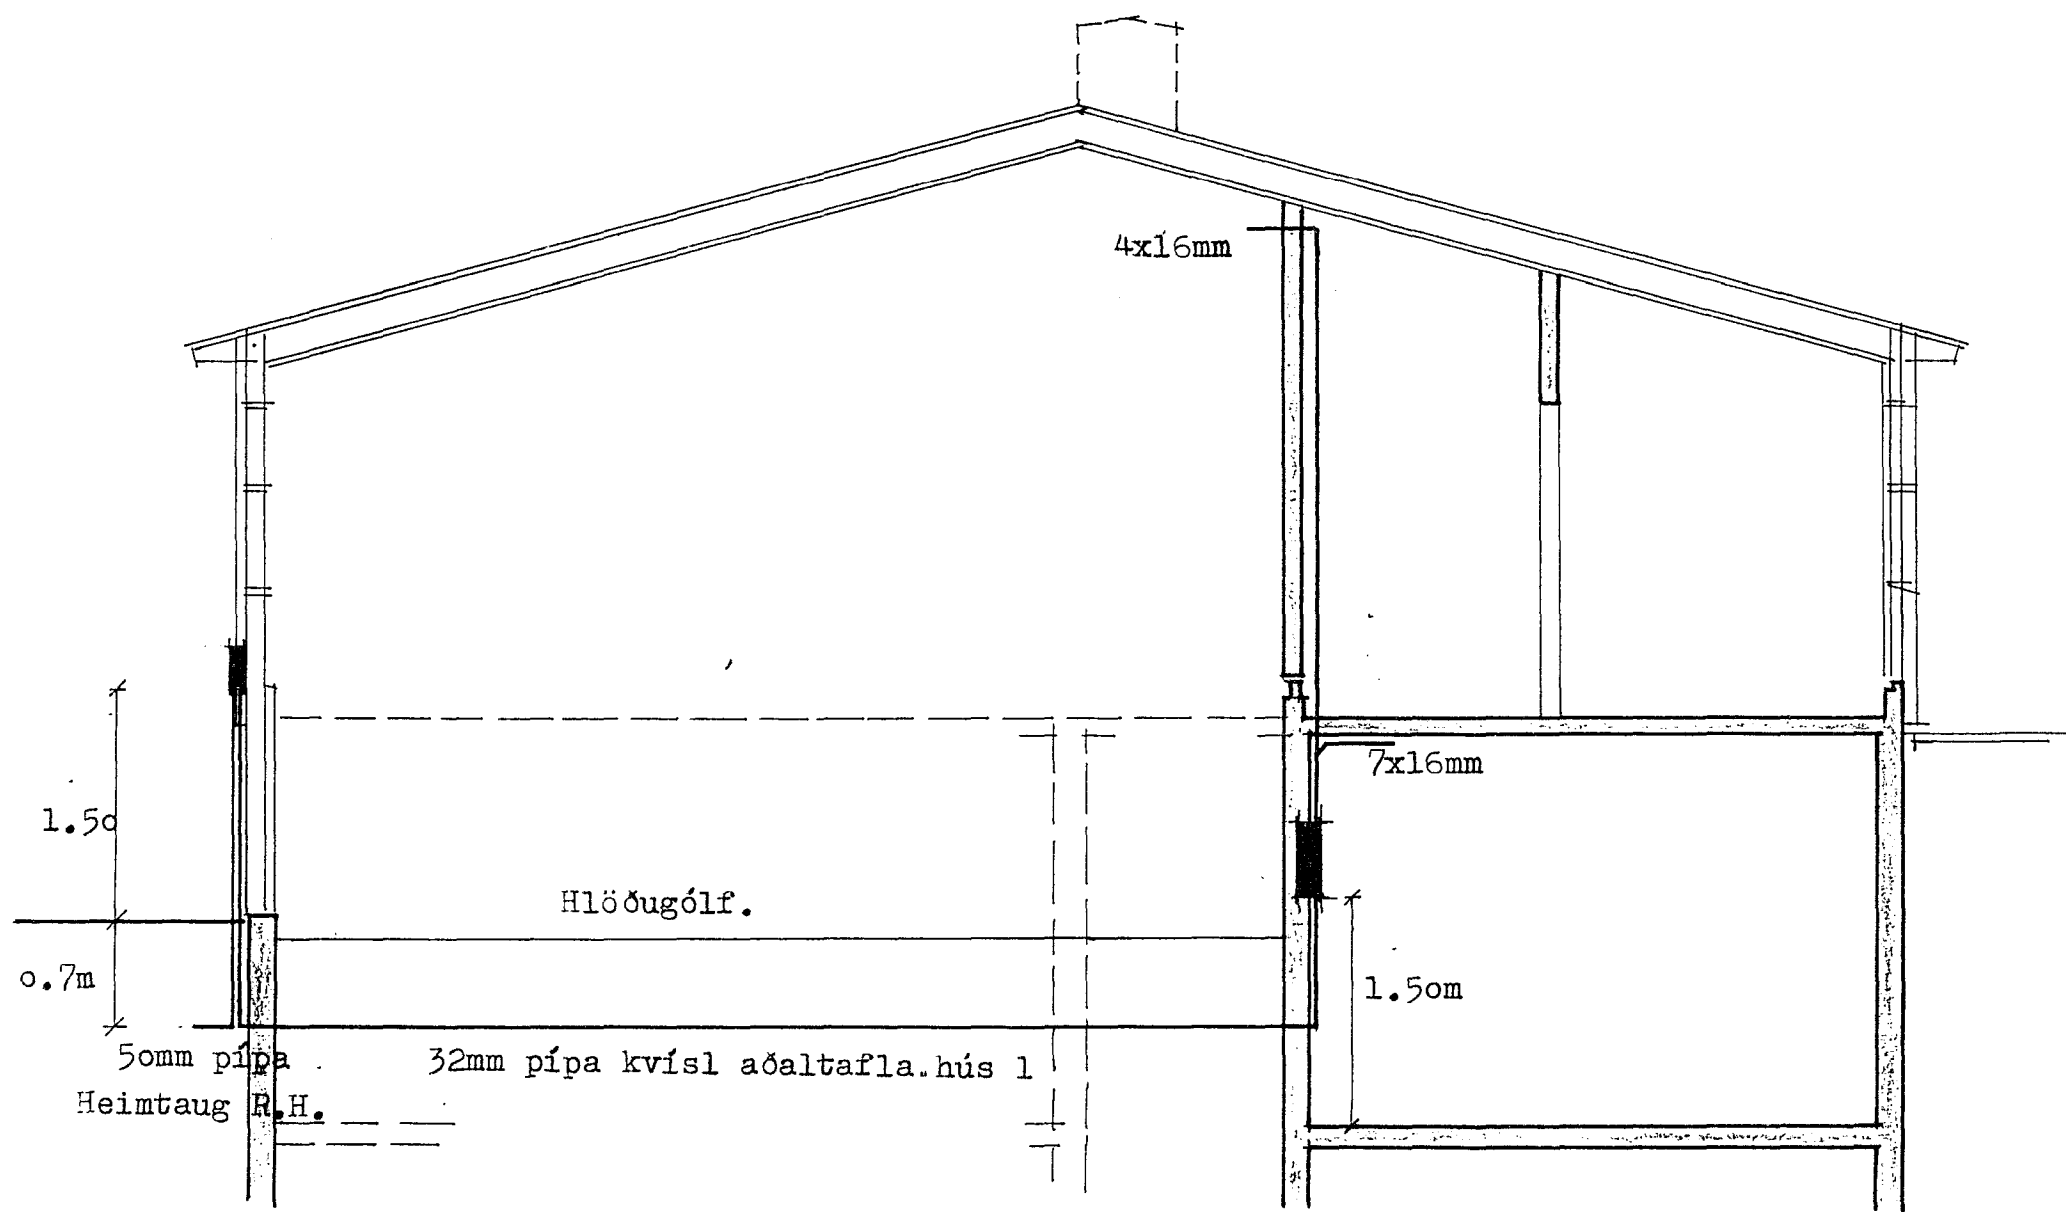 4x16mm
7x16mm
1.5o
Hlöðugólf.
o.7m
1.5om
5omm pípa
32mm pípa kvísl aðaltafla.hús 1
Heimtaug R.H.